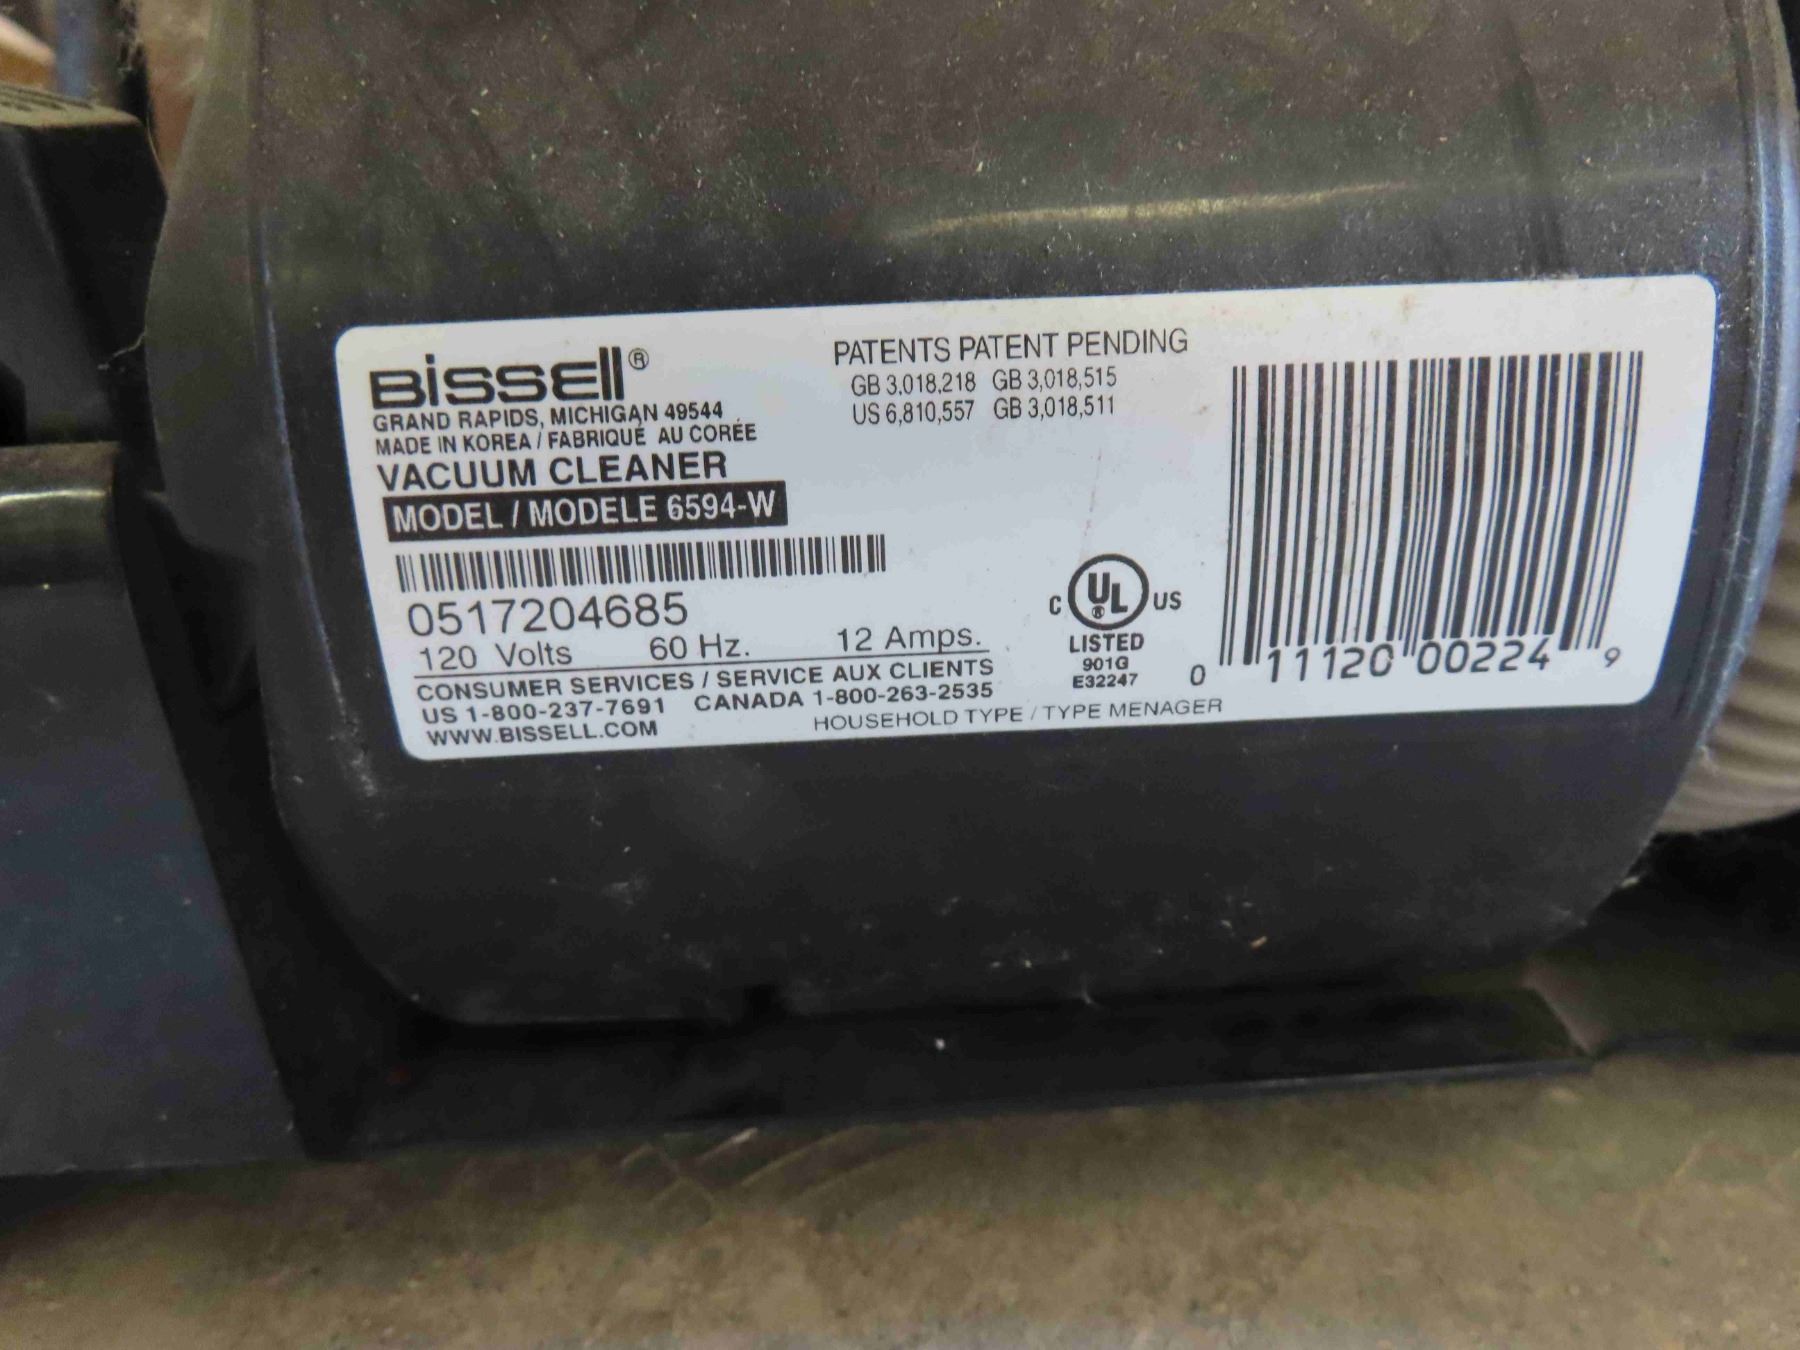 BISSELL®
GRAND RAPIDS, MICHIGAN 49544
MADE IN KOREA / FABRIQUÉ AU CORÉE
VACUUM CLEANER
MODEL / MODELE 6594-W
0517204685
120 Volts 60 Hz. 12 Amps.
CONSUMER SERVICES / SERVICE AUX CLIENTS
US 1-800-237-7691 CANADA 1-800-263-2535
WWW.BISSELL.COM
HOUSEHOLD TYPE / TYPE MENAGER
PATENTS PATENT PENDING
GB 3,018,218 GB 3,018,515
US 6,810,557 GB 3,018,511
C UL® US
LISTED
901G
E32247
0 11120 00224 9